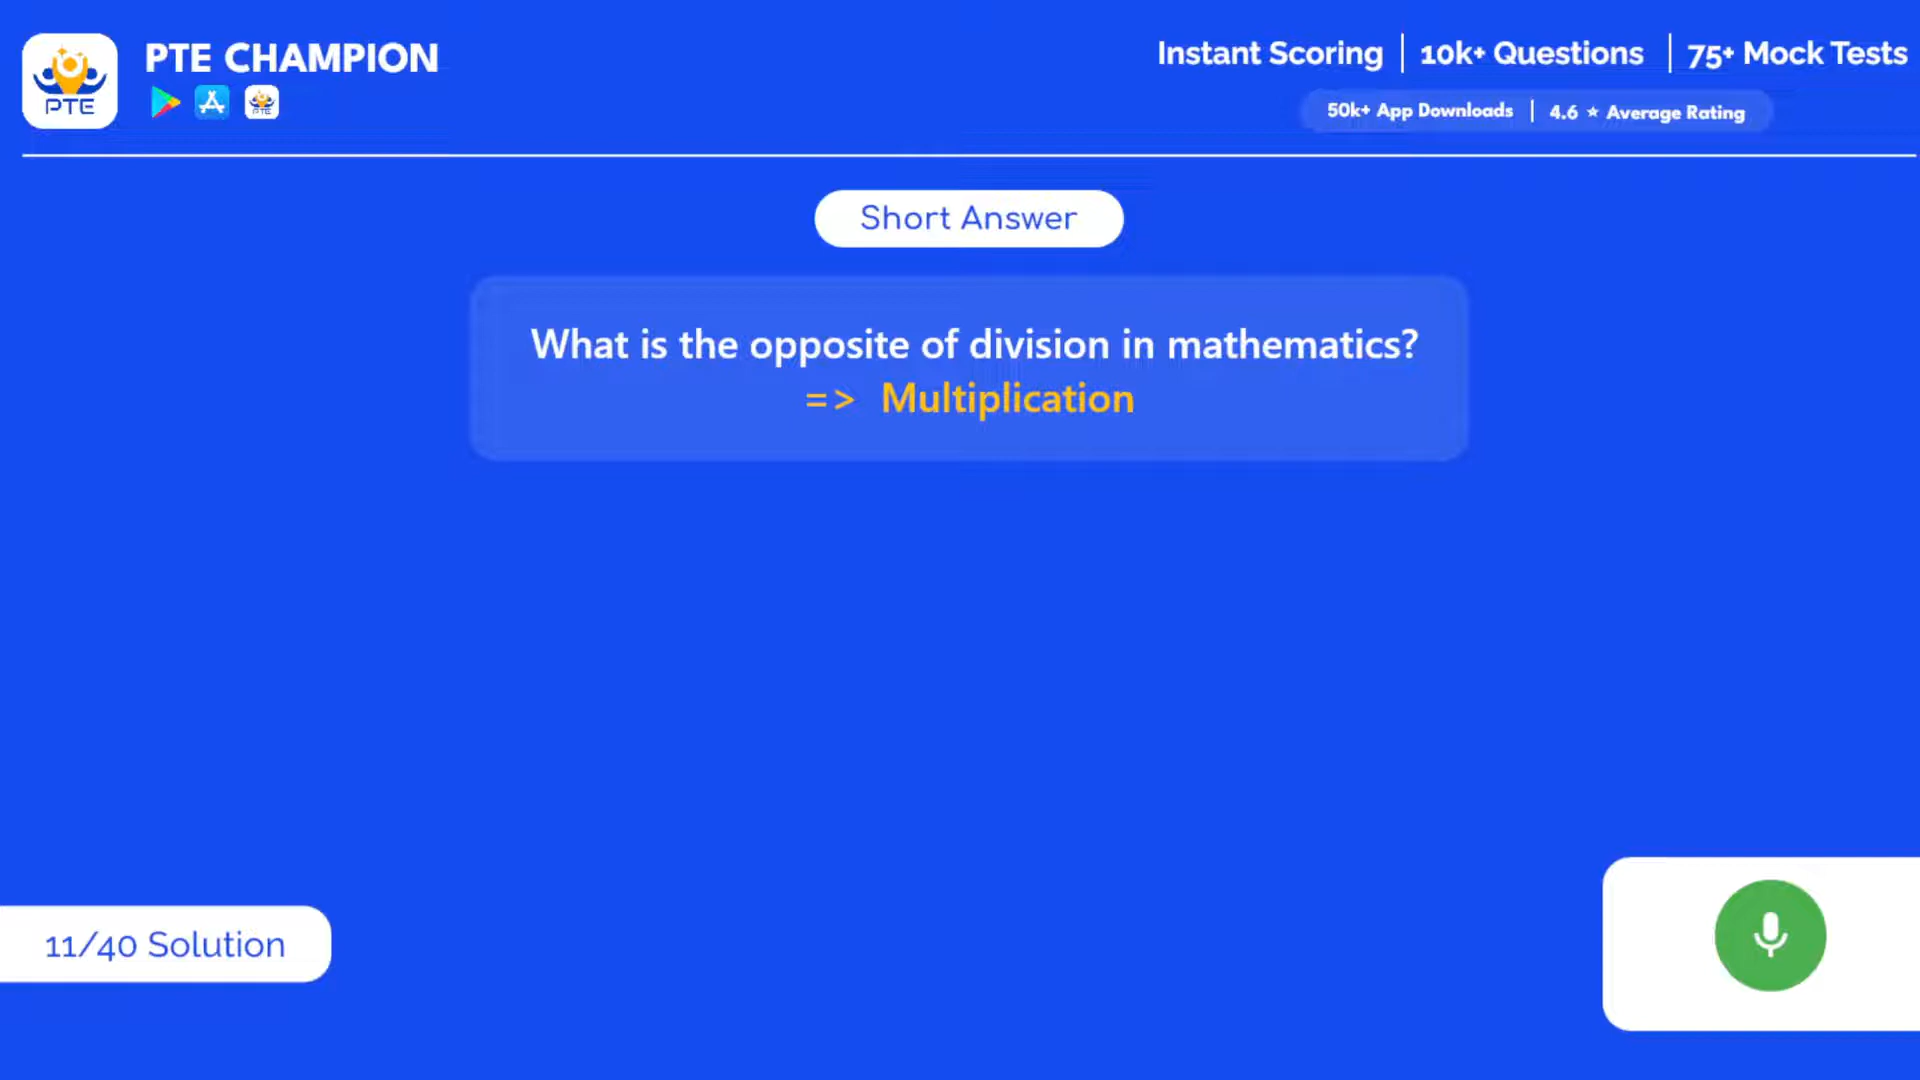 PTE CHAMPION
PTE
PTE
Instant Scoring | 10k+ Questions | 75+ Mock Tests
50k+ App Downloads | 4.6 ★ Average Rating
Short Answer
What is the opposite of division in mathematics?
=> Multiplication
11/40 Solution